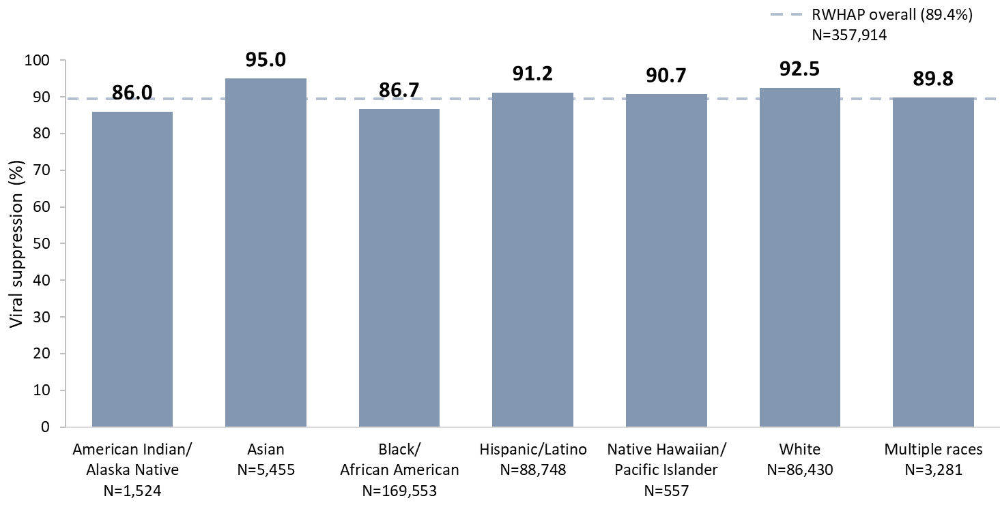 RWHAP overall (89.4%)
N=357,914
Viral suppression (%)
100
90
80
70
60
50
40
30
20
10
0
86.0
95.0
86.7
91.2
90.7
92.5
89.8
American Indian/
Alaska Native
N=1,524
Asian
N=5,455
Black/
African American
N=169,553
Hispanic/Latino
N=88,748
Native Hawaiian/
Pacific Islander
N=557
White
N=86,430
Multiple races
N=3,281